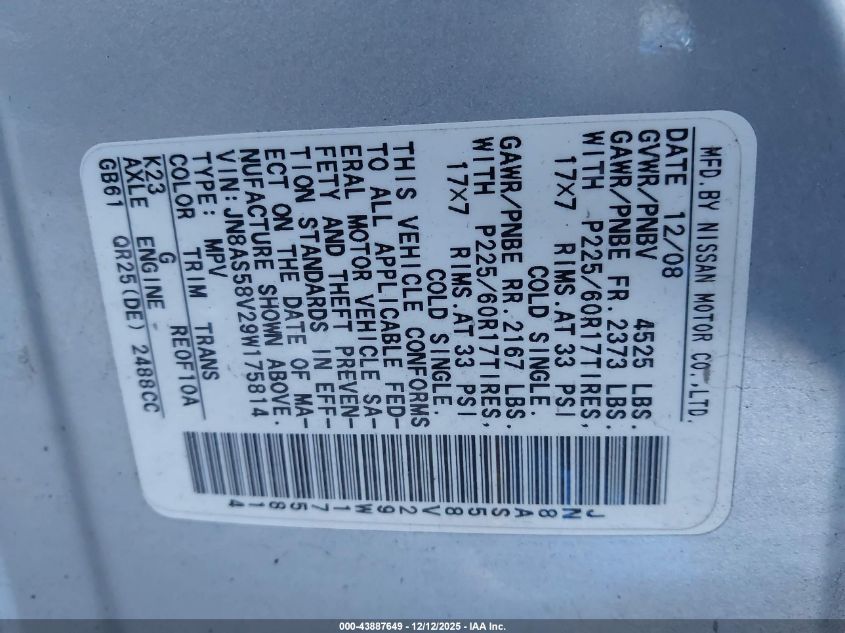 MFD.BY NISSAN MOTOR CO.,LTD.
DATE 12/08
GVWR/PNBV 4525 LBS.
GAWR/PNBE FR.2373 LBS.
WITH P225/60R17TIRES,
17X7 RIMS.AT 33 PSI
COLD SINGLE.
GAWR/PNBE RR.2167 LBS.
WITH P225/60R17TIRES,
17X7 RIMS.AT 33 PSI
COLD SINGLE.
THIS VEHICLE CONFORMS
TO ALL APPLICABLE FED-
ERAL MOTOR VEHICLE SA-
FETY AND THEFT PREVEN-
TION STANDARDS IN EFF-
ECT ON THE DATE OF MA-
NUFACTURE SHOWN ABOVE.
VIN:JN8AS58V29W175814
TYPE: MPV
COLOR TRIM TRANS
K23 G RE0F10A
AXLE ENGINE
GB61 QR25(DE) 2488CC
JN8AS58V29W175814
000-43887649 - 12/12/2025 - IAA Inc.